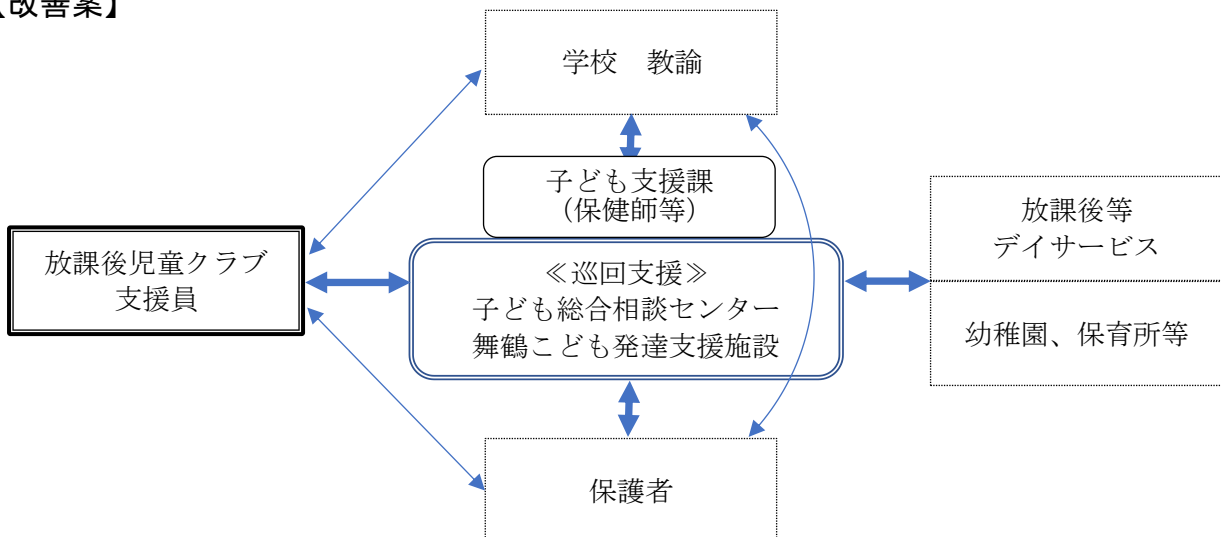 【改善案】
学校　教諭
子ども支援課
（保健師等）
放課後児童クラブ
支援員
≪巡回支援≫
子ども総合相談センター
舞鶴こども発達支援施設
放課後等
デイサービス
幼稚園、保育所等
保護者